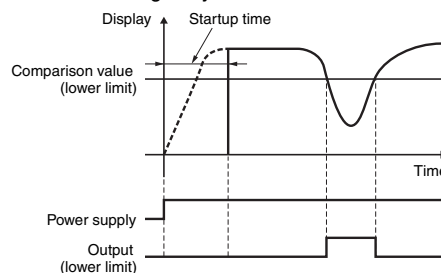 Display
Startup time
Comparison value
(lower limit)
Time
Power supply
Output
(lower limit)